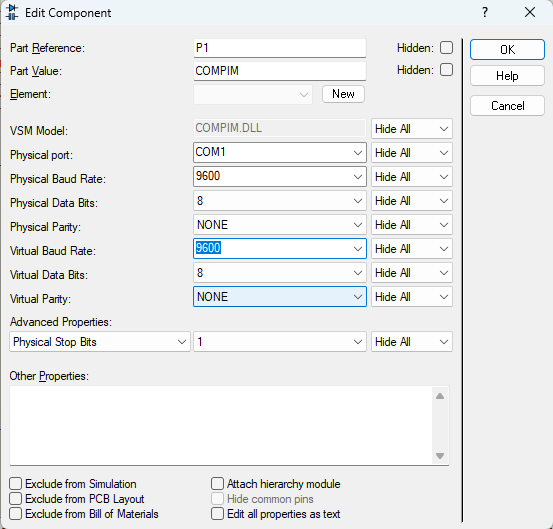 Edit Component ? ×
Part Reference: P1 Hidden: OK
Part Value: COMPIM Hidden: Help
Element: New Cancel
VSM Model: COMPIM.DLL Hide All
Physical port: COM1 Hide All
Physical Baud Rate: 9600 Hide All
Physical Data Bits: 8 Hide All
Physical Parity: NONE Hide All
Virtual Baud Rate: 9600 Hide All
Virtual Data Bits: 8 Hide All
Virtual Parity: NONE Hide All
Advanced Properties:
Physical Stop Bits 1 Hide All
Other Properties:
Exclude from Simulation Attach hierarchy module
Exclude from PCB Layout Hide common pins
Exclude from Bill of Materials Edit all properties as text